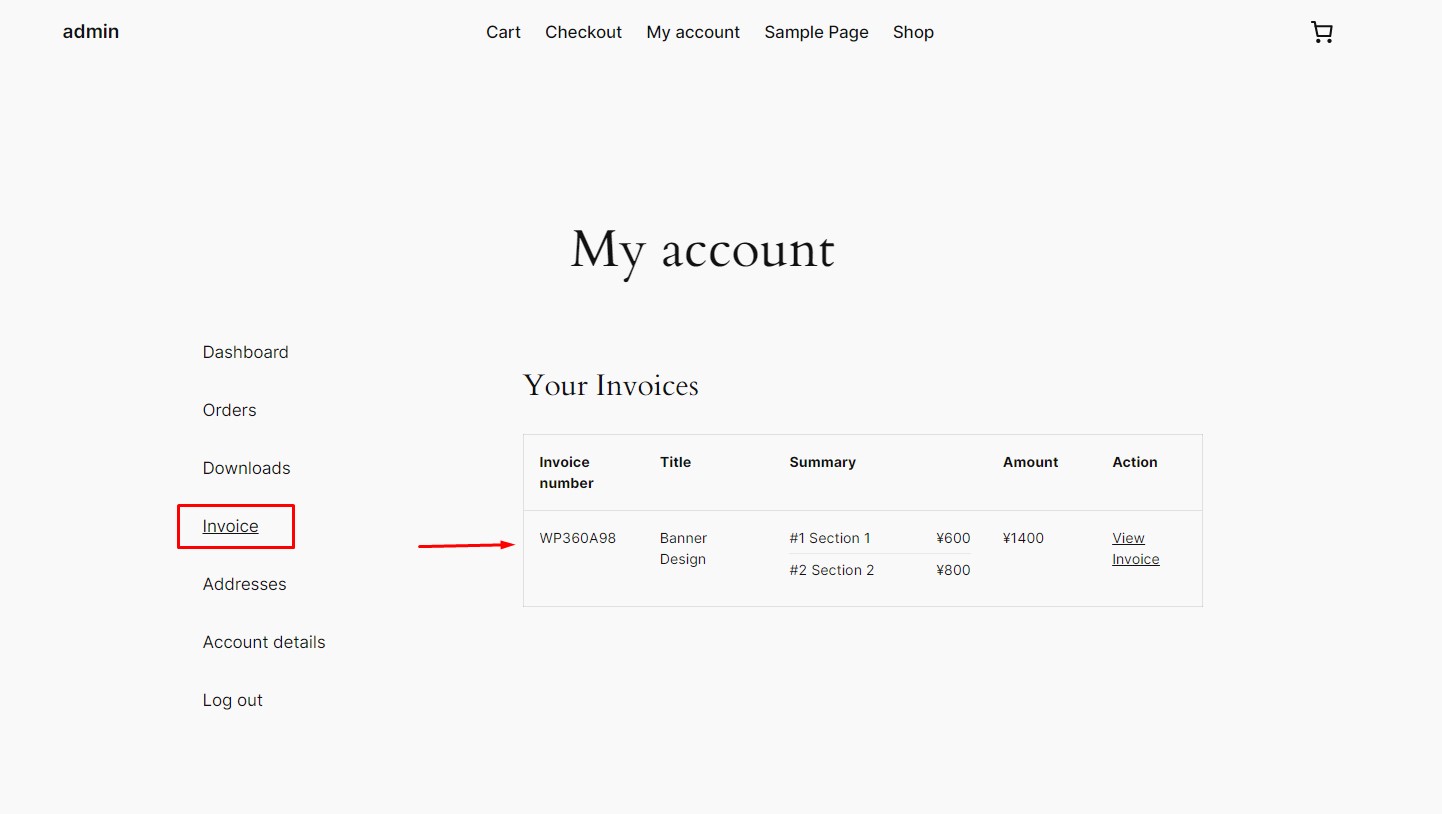 admin
Cart Checkout My account Sample Page Shop
My account
Dashboard
Orders
Downloads
Invoice
Addresses
Account details
Log out
Your Invoices
Invoice number Title Summary Amount Action
WP360A98 Banner Design #1 Section 1 ¥600 ¥1400 View Invoice
#2 Section 2 ¥800